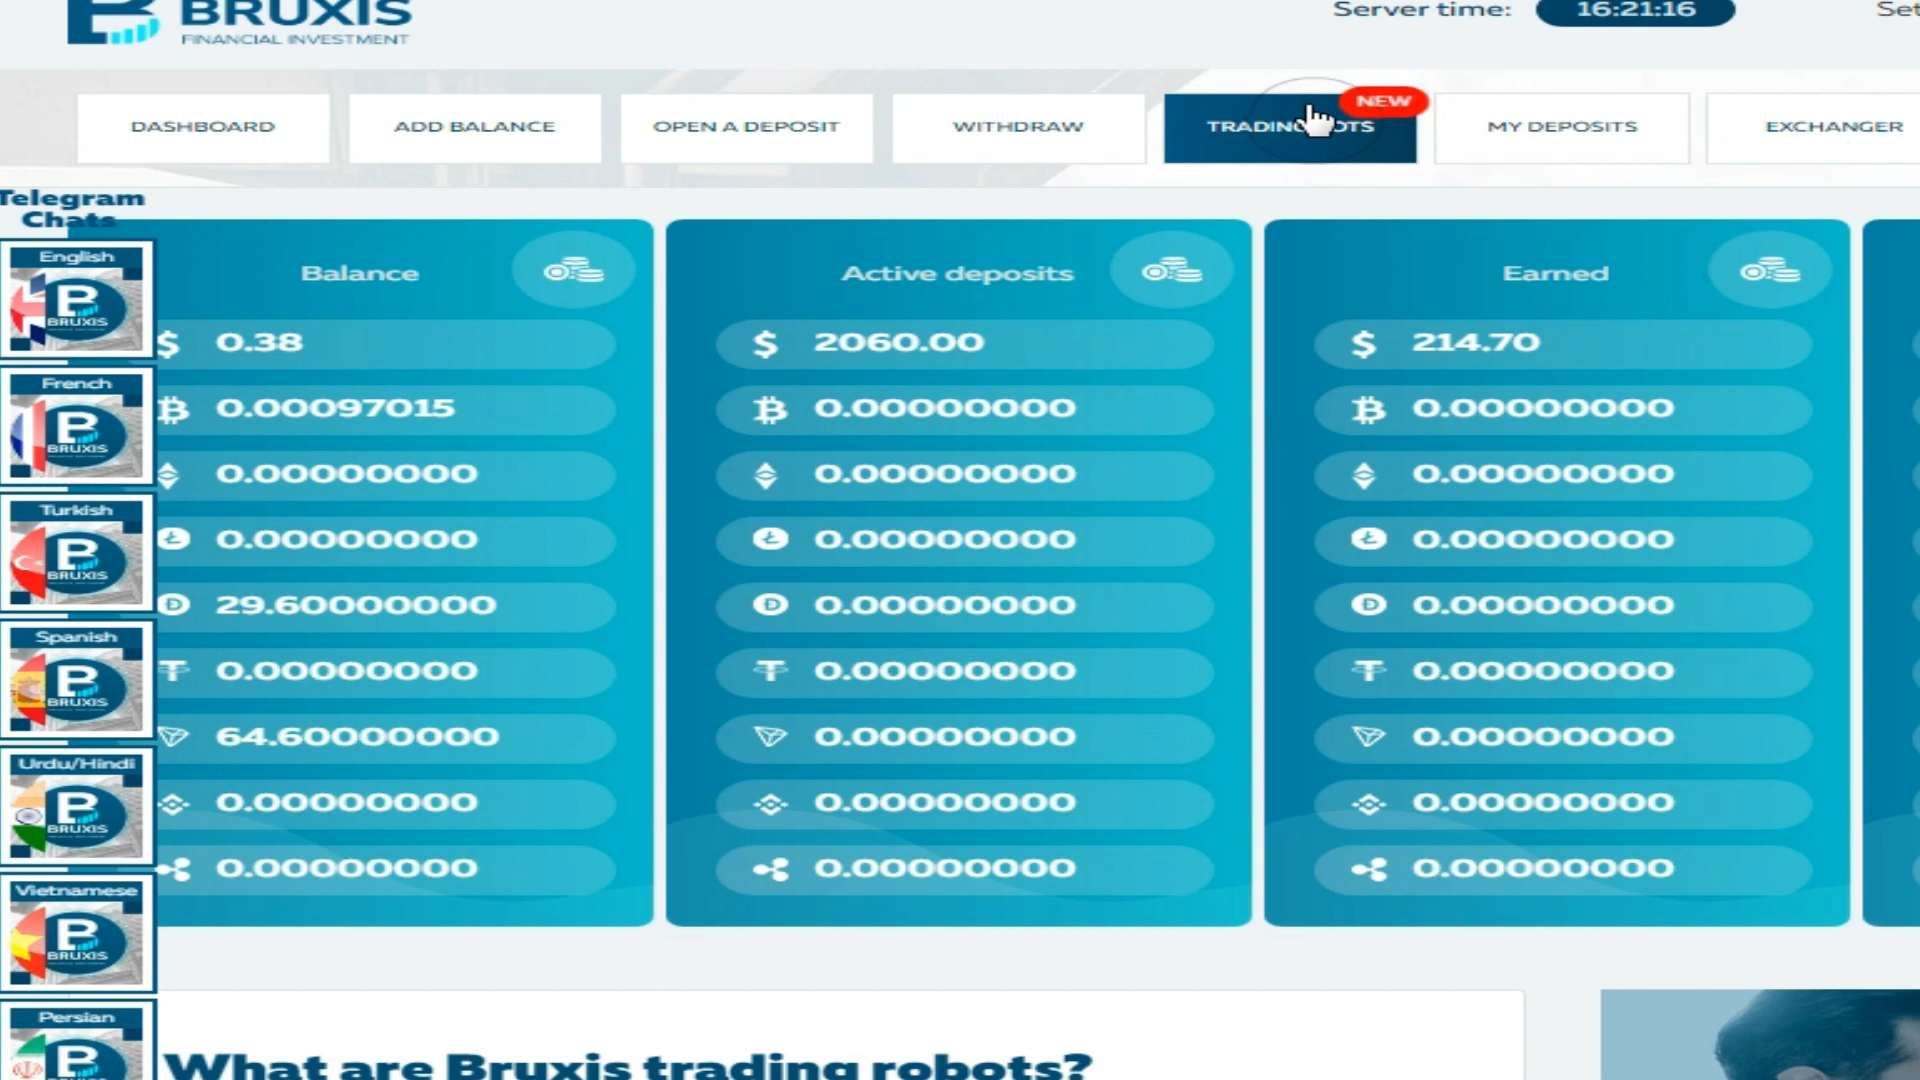 BRUXIS
FINANCIAL INVESTMENT
Server time:
16:21:16
Set
DASHBOARD
ADD BALANCE
OPEN A DEPOSIT
WITHDRAW
NEW
MY DEPOSITS
EXCHANGER
Telegram
Chats
English
BRUXIS
French
BRUXIS
Turkish
BRUXIS
Spanish
BRUXIS
Urdu/Hindi
BRUXIS
Vietnamese
BRUXIS
Persian
Balance
$ 0.38
0.00097015
0.00000000
0.00000000
29.60000000
0.00000000
64.60000000
0.00000000
0.00000000
Active deposits
$ 2060.00
0.00000000
0.00000000
0.00000000
0.00000000
0.00000000
0.00000000
0.00000000
0.00000000
Earned
$ 214.70
0.00000000
0.00000000
0.00000000
0.00000000
0.00000000
0.00000000
0.00000000
0.00000000
What are Bruxis trading robots?